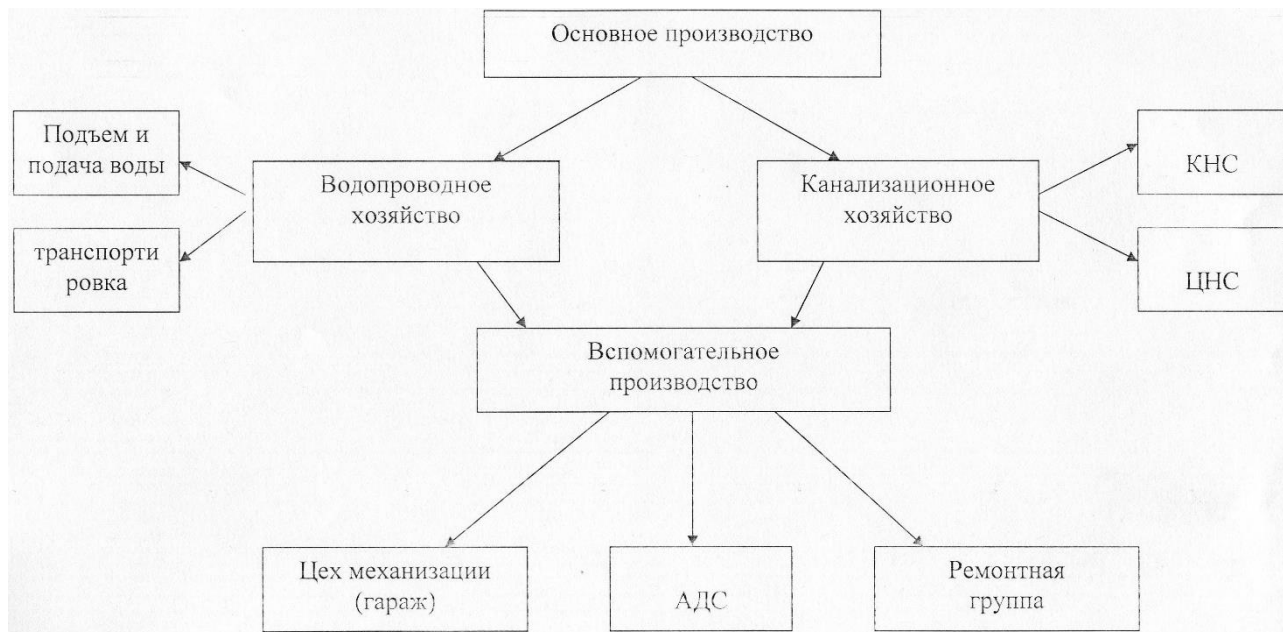 Основное производство
Подъем и
подача воды
транспорти
ровка
Водопроводное
хозяйство
Канализационное
хозяйство
КНС
ЦНС
Вспомогательное
производство
Цех механизации
(гараж)
АДС
Ремонтная
группа